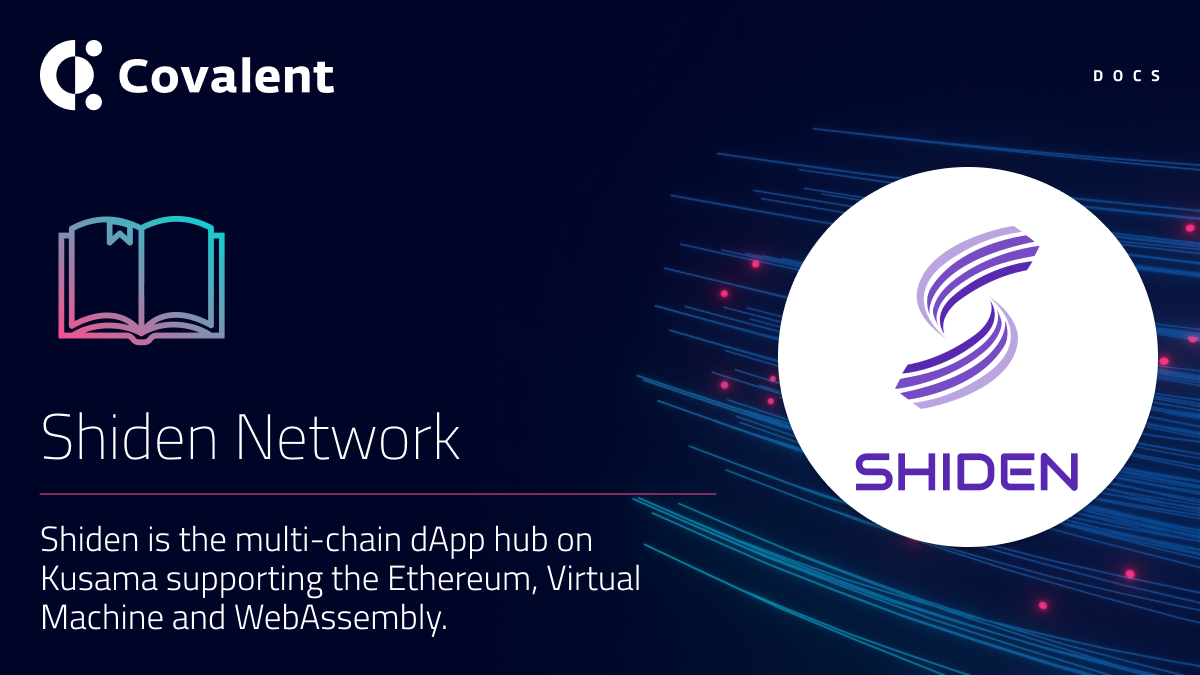 Covalent
DOCS
Shiden Network
SHIDEN
Shiden is the multi-chain dApp hub on
Kusama supporting the Ethereum, Virtual
Machine and WebAssembly.